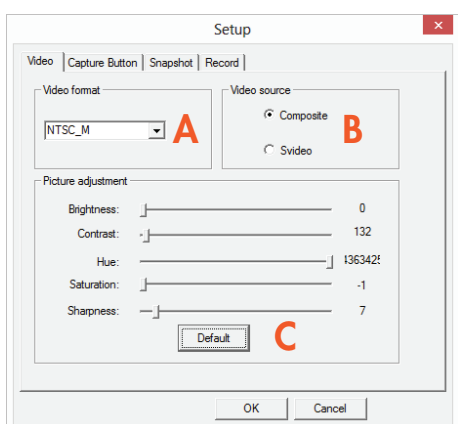 Setup
Video Capture Button Snapshot Record
Video format
NTSC_M
A
Video source
Composite
Svideo
B
Picture adjustment
Brightness: 0
Contrast: 132
Hue: 4363425
Saturation: -1
Sharpness: 7
Default
C
OK Cancel